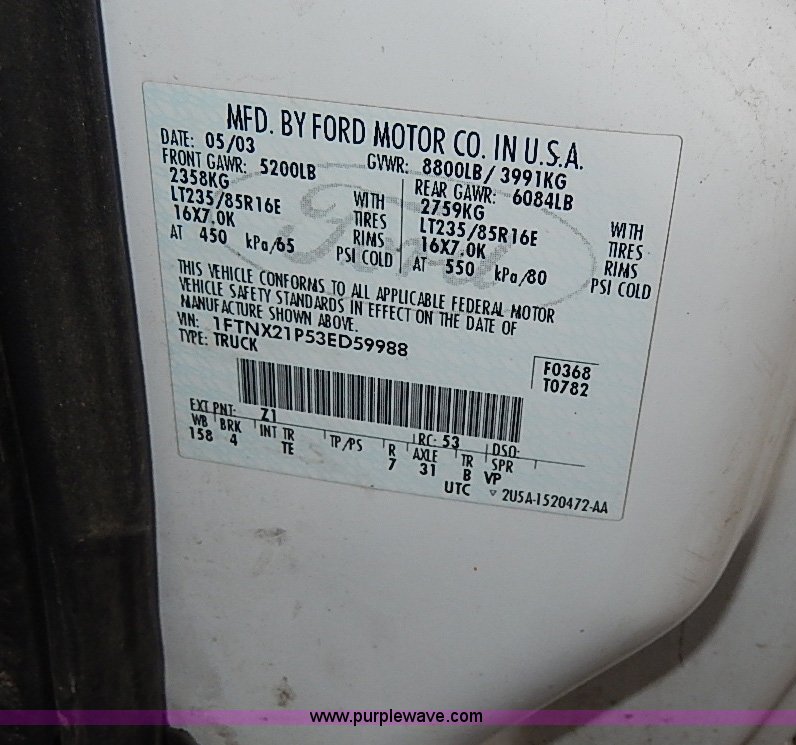 MFD. BY FORD MOTOR CO. IN U.S.A.
DATE: 05/03 GVWR: 8800LB/ 3991KG
FRONT GAWR: 5200LB REAR GAWR: 6084LB
2358KG WITH 2759KG WITH
LT235/85R16E TIRES LT235/85R16E TIRES
16X7.0K RIMS 16X7.0K RIMS
AT 450 kPa/65 PSI COLD AT 550 kPa/80 PSI COLD
THIS VEHICLE CONFORMS TO ALL APPLICABLE FEDERAL MOTOR
VEHICLE SAFETY STANDARDS IN EFFECT ON THE DATE OF
MANUFACTURE SHOWN ABOVE.
VIN: 1FTNX21P53ED59988
TYPE: TRUCK
F0368
T0782
EXT PNT: Z1 RC: 53 DSO:
WB BRK INT TR TP/PS R AXLE TR SPR
158 4 TE 7 31 B VP
UTC ▽ 2U5A-1520472-AA
Ford
www.purplewave.com